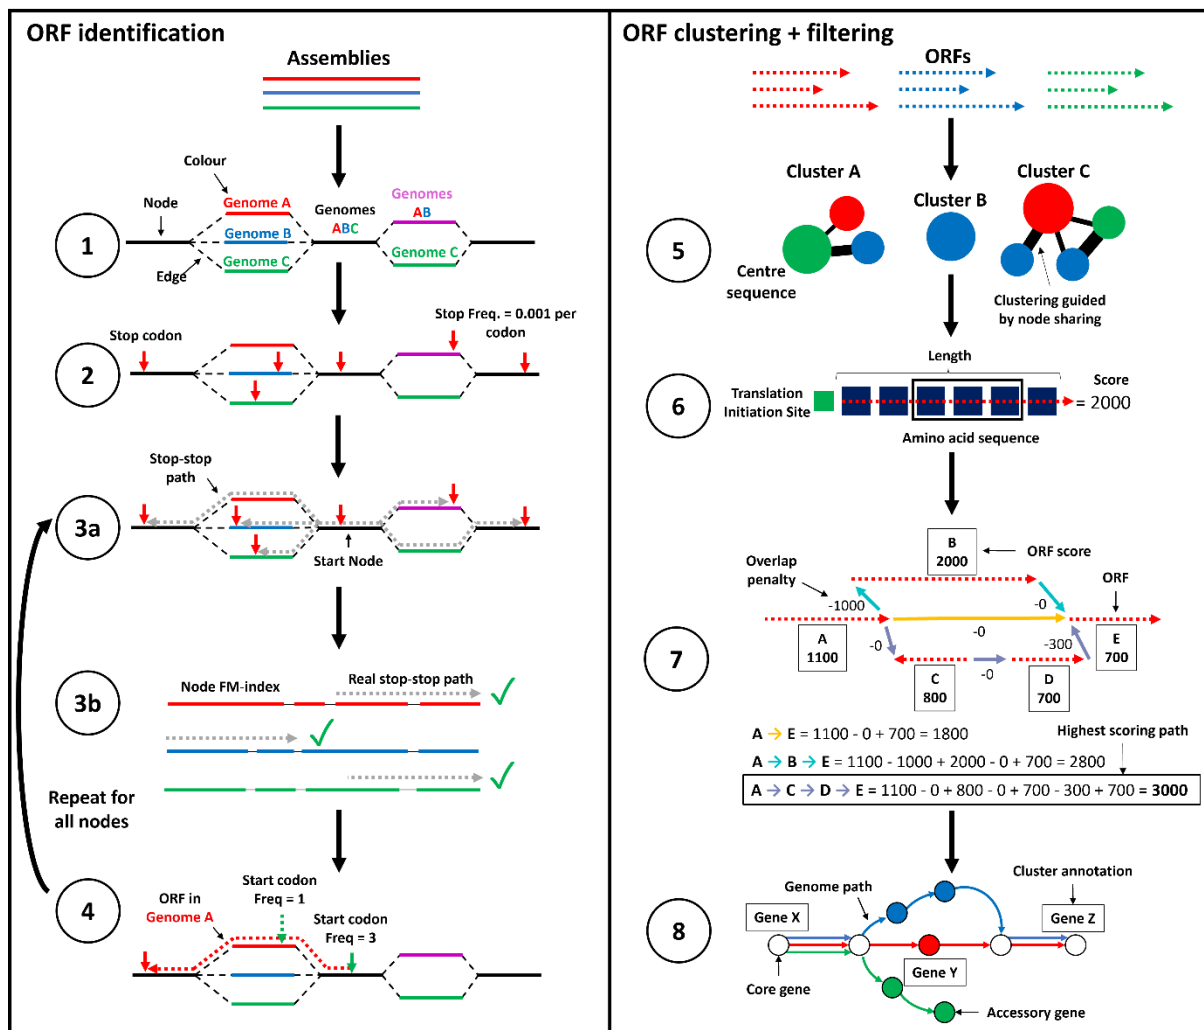 ORF identification
Assemblies
Colour
Node
Genome A
Genomes
ABC
Genomes
AB
1
Genome B
Genome C
Genome C
Edge
Stop codon
Stop Freq. = 0.001 per
codon
2
Stop-stop
path
3a
Start Node
3b
Node FM-index
Real stop-stop path
Repeat for
all nodes
4
ORF in
Genome A
Start codon
Freq = 1
Start codon
Freq = 3
ORF clustering + filtering
ORFs
Cluster A
Cluster B
Cluster C
5
Centre
sequence
Clustering guided
by node sharing
Length
6
Translation
Initiation Site
Score
= 2000
Amino acid sequence
B
2000
ORF score
Overlap
penalty
ORF
-1000
-0
-0
-0
-300
A
1100
E
700
7
-0
C
800
D
700
Highest scoring path
A → E = 1100 - 0 + 700 = 1800
A → B → E = 1100 - 1000 + 2000 - 0 + 700 = 2800
A → C → D → E = 1100 - 0 + 800 - 0 + 700 - 300 + 700 = 3000
Genome path
Cluster annotation
Gene X
Gene Z
8
Gene Y
Core gene
Accessory gene